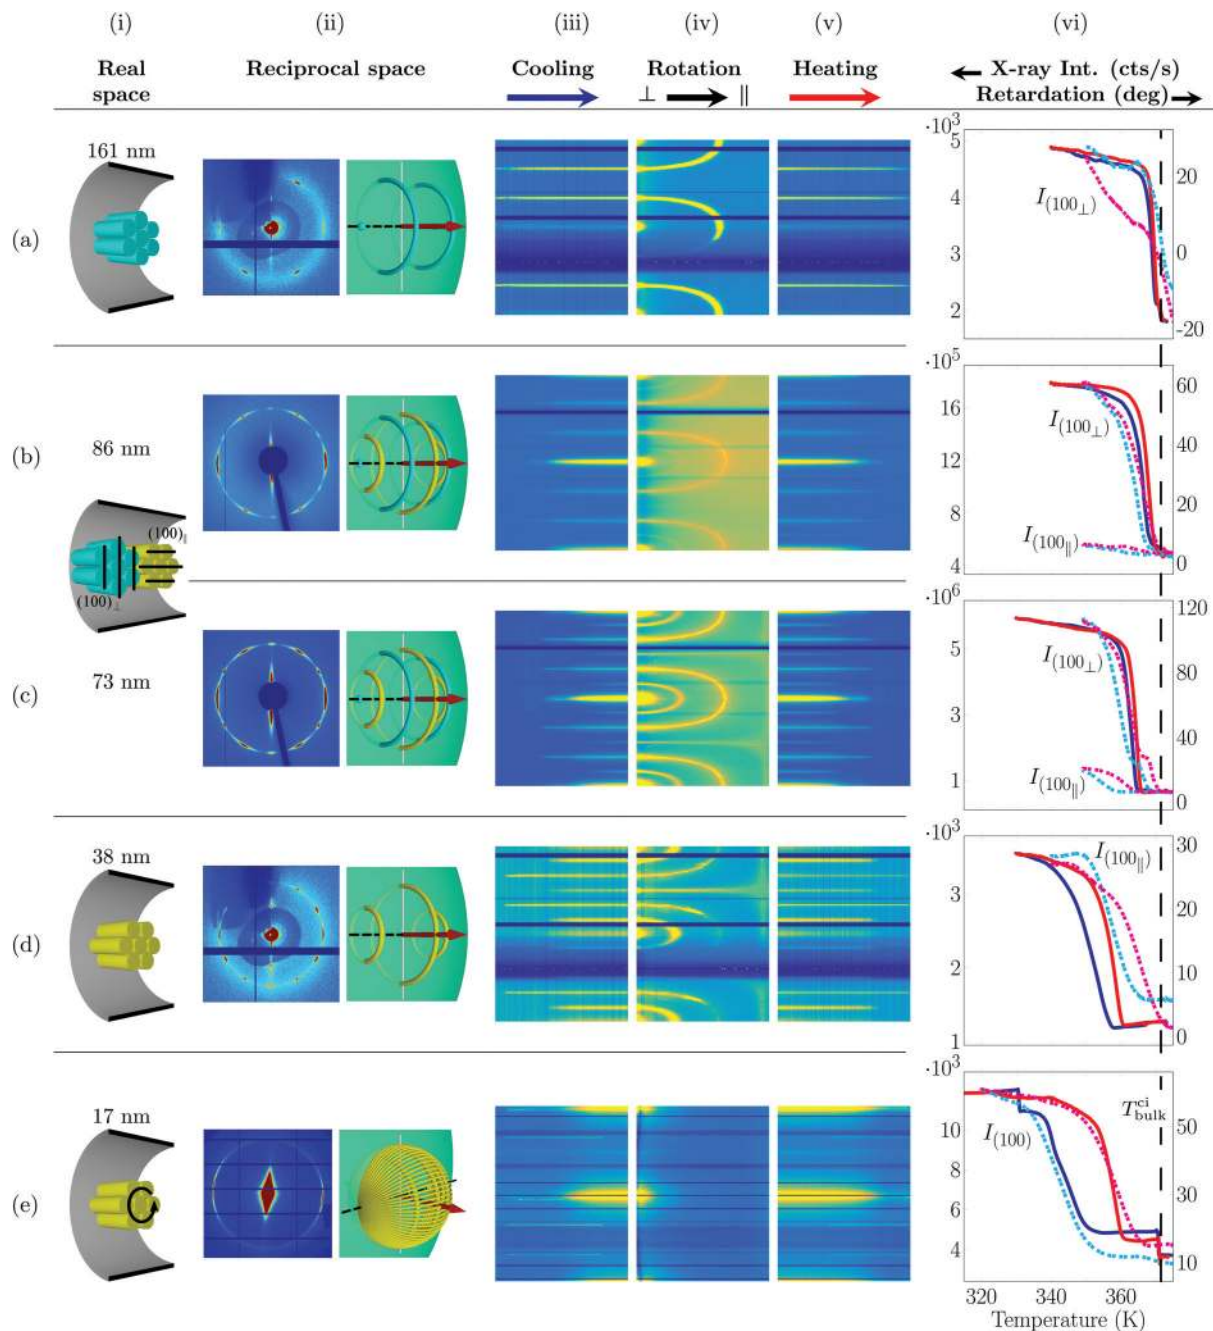 (i) (ii) (iii) (iv) (v) (vi)
Real space
Reciprocal space
Cooling
Rotation
⊥ ∥
Heating
X-ray Int. (cts/s)
Retardation (deg)
(a)
161 nm
·10³
5
4
3
2
20
0
-20
I(100⊥)
(b)
86 nm
(100)∥
(100)⊥
·10⁵
16
12
8
4
60
40
20
0
I(100⊥)
I(100∥)
(c)
73 nm
·10⁶
5
3
1
120
80
40
0
I(100⊥)
I(100∥)
(d)
38 nm
·10³
3
2
1
30
20
10
0
I(100∥)
(e)
17 nm
·10³
10
8
6
4
50
30
10
T^ci_bulk
I(100)
320 340 360
Temperature (K)